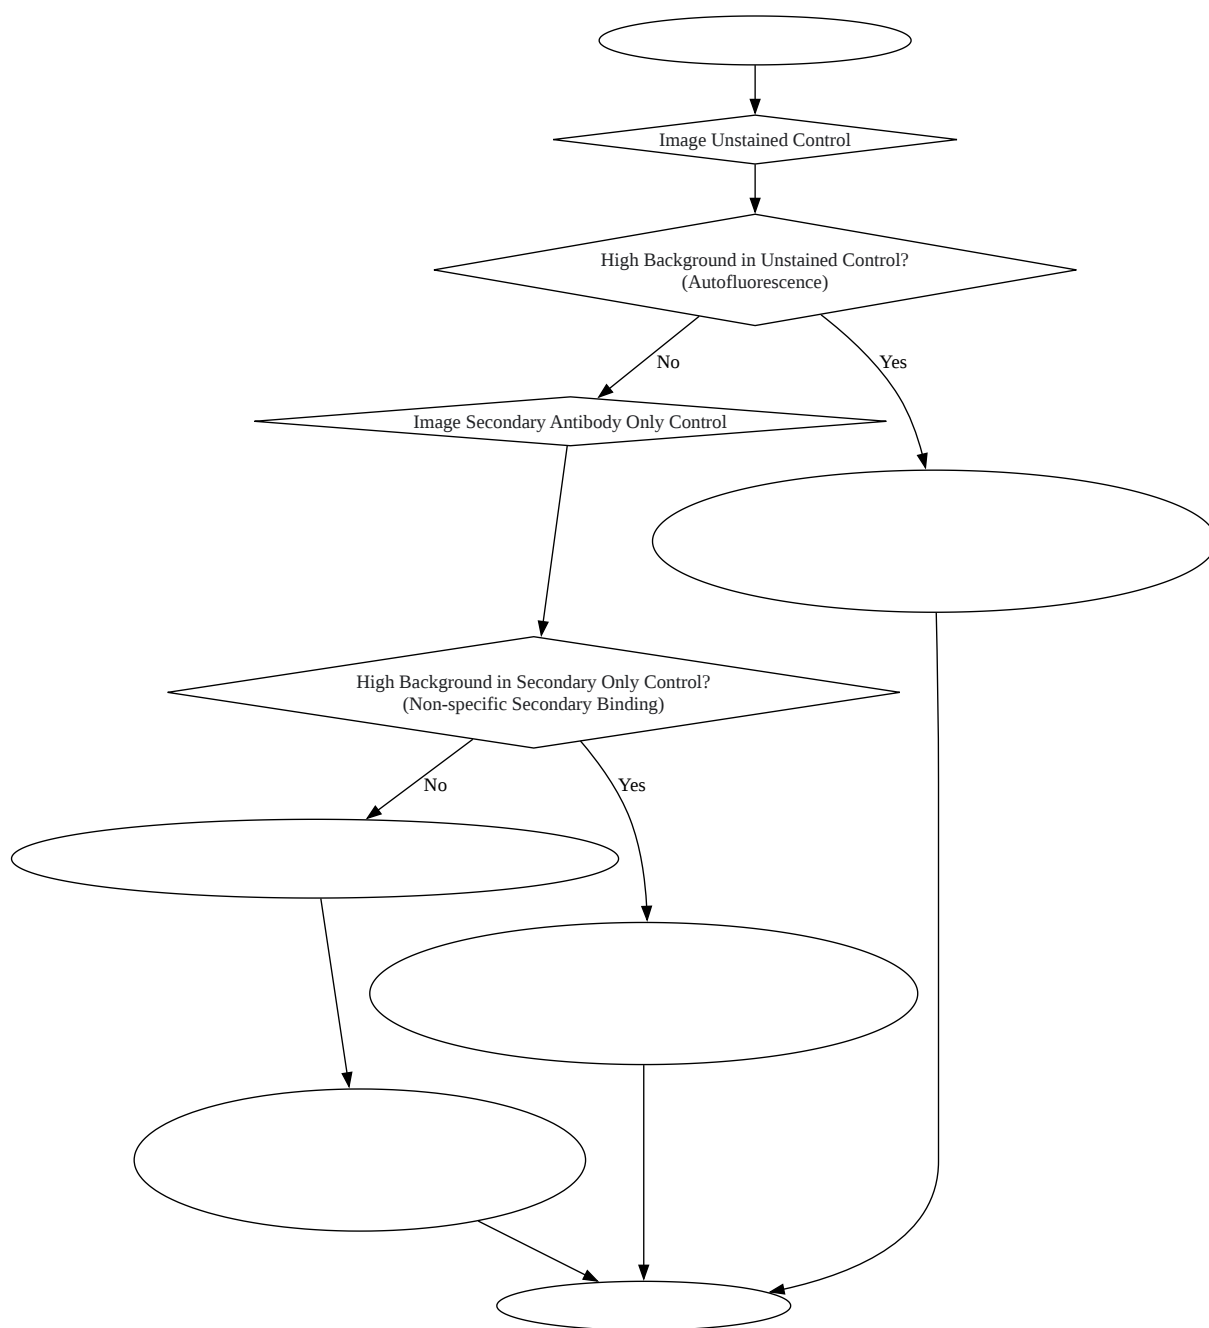 Image Unstained Control
High Background in Unstained Control?
(Autofluorescence)
No
Yes
Image Secondary Antibody Only Control
High Background in Secondary Only Control?
(Non-specific Secondary Binding)
No
Yes